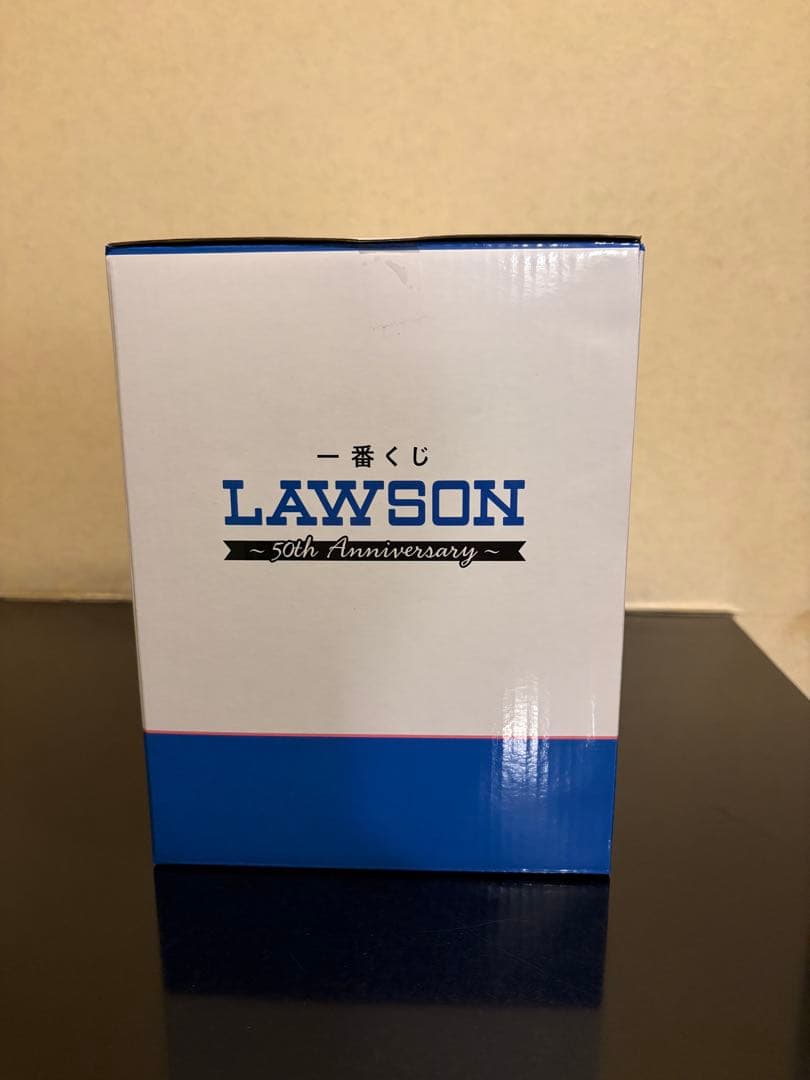 一番くじ
LAWSON
~ 50th Anniversary ~